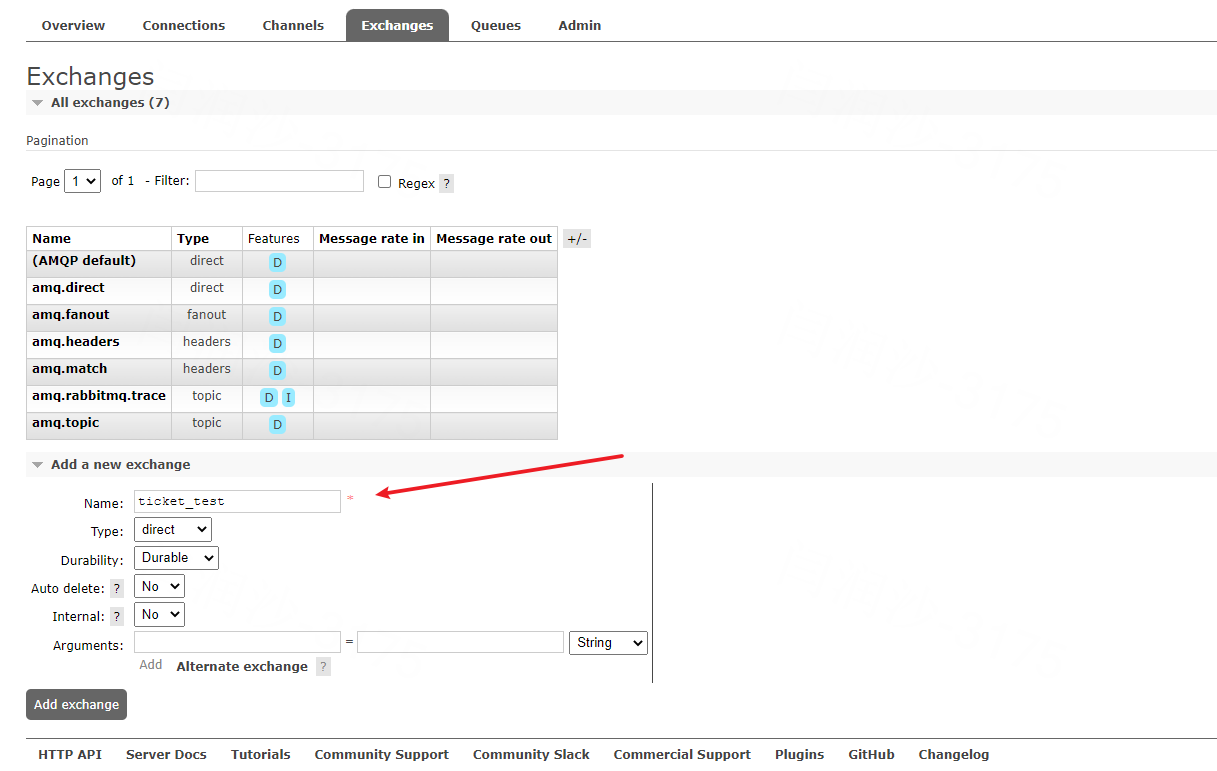 Overview Connections Channels Exchanges Queues Admin
Exchanges
All exchanges (7)
Pagination
Page 1 of 1 - Filter: Regex ?
Name Type Features Message rate in Message rate out +/-
(AMQP default) direct D
amq.direct direct D
amq.fanout fanout D
amq.headers headers D
amq.match headers D
amq.rabbitmq.trace topic D I
amq.topic topic D
Add a new exchange
Name: ticket_test *
Type: direct
Durability: Durable
Auto delete: ? No
Internal: ? No
Arguments: = String
Add Alternate exchange ?
Add exchange
HTTP API Server Docs Tutorials Community Support Community Slack Commercial Support Plugins GitHub Changelog